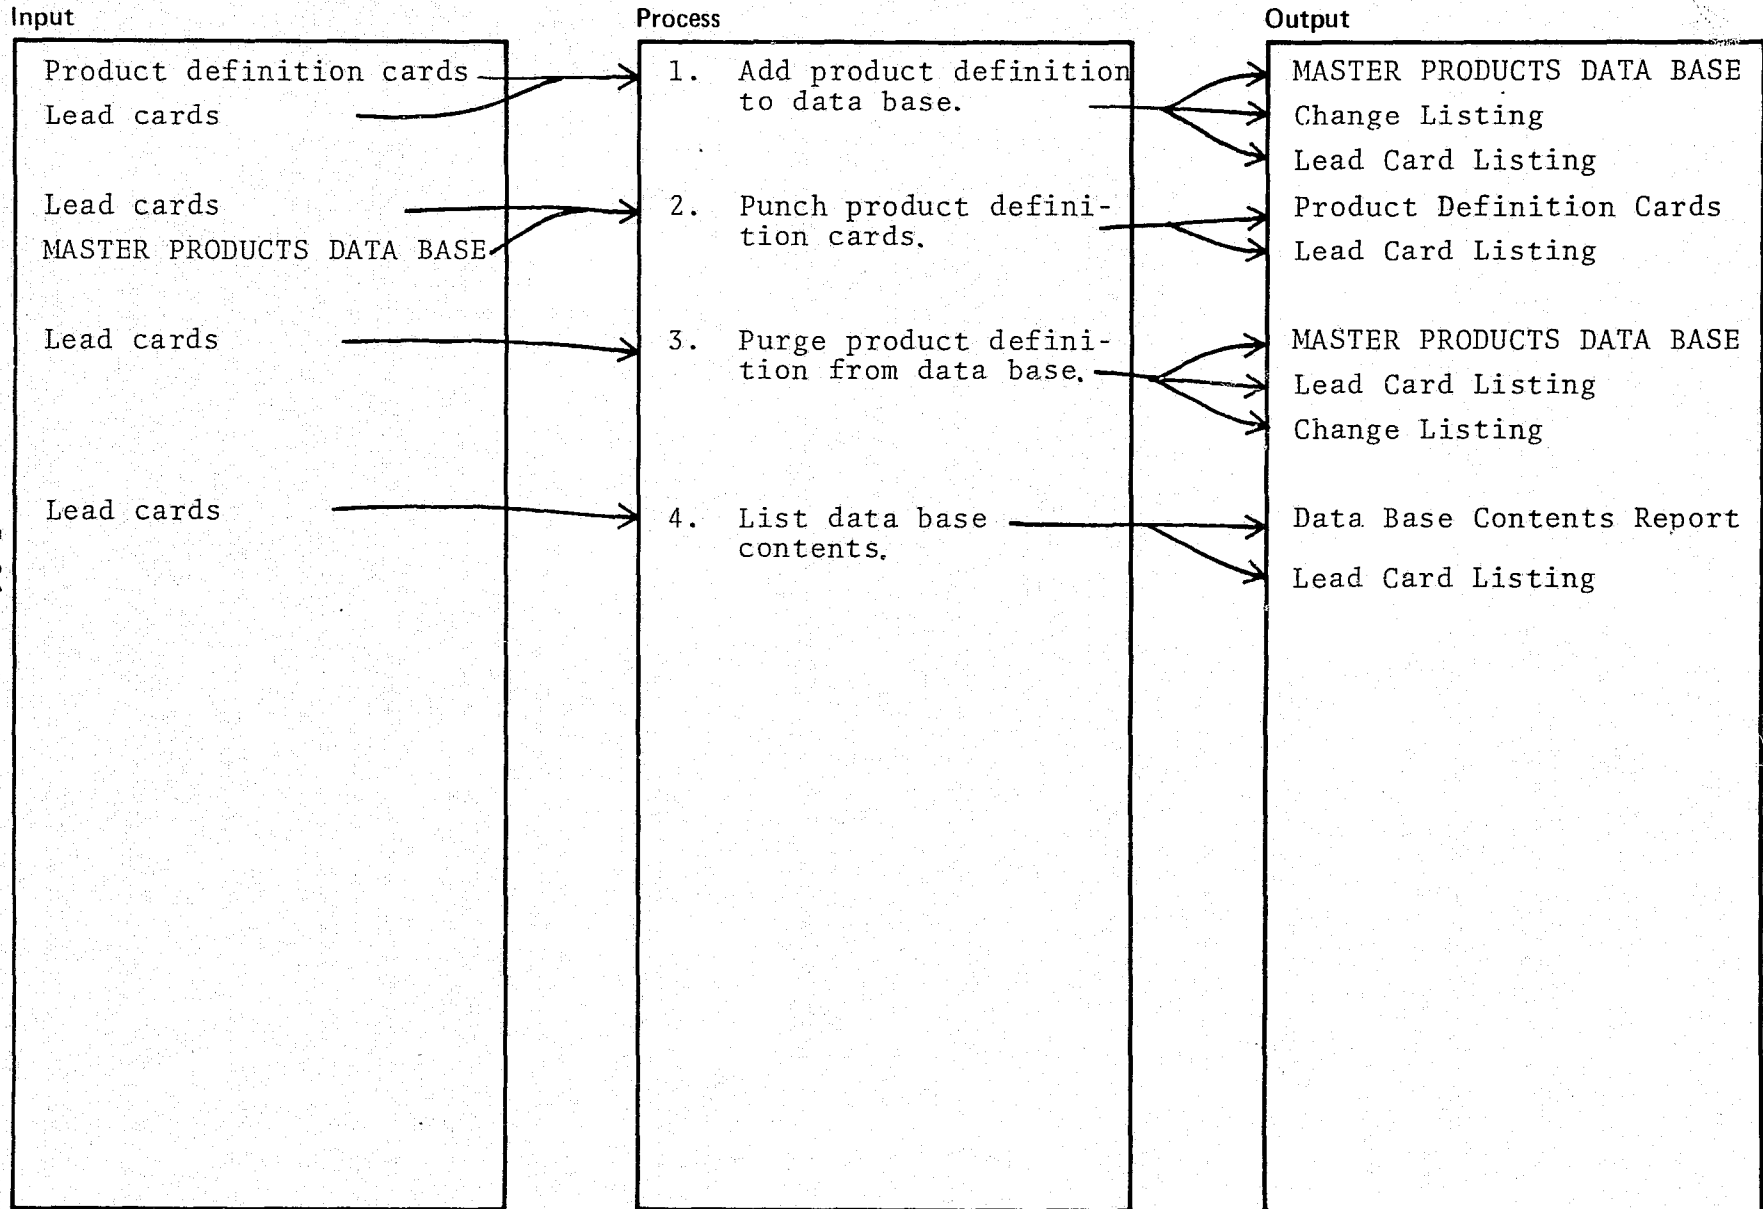 Input
Product definition cards
Lead cards
Lead cards
MASTER PRODUCTS DATA BASE
Lead cards
Lead cards
Process
1. Add product definition
to data base.
2. Punch product defini-
tion cards.
3. Purge product defini-
tion from data base.
4. List data base
contents.
Output
MASTER PRODUCTS DATA BASE
Change Listing
Lead Card Listing
Product Definition Cards
Lead Card Listing
MASTER PRODUCTS DATA BASE
Lead Card Listing
Change Listing
Data Base Contents Report
Lead Card Listing